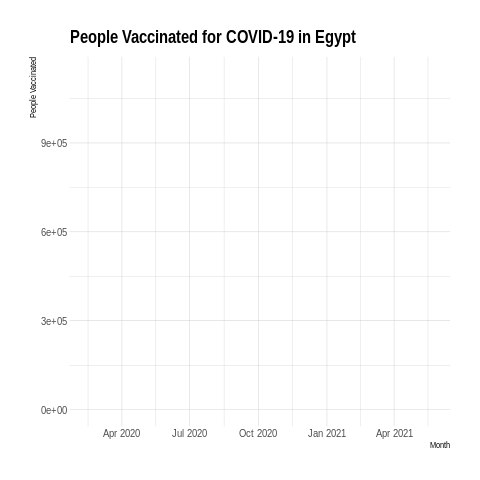 People Vaccinated for COVID-19 in Egypt
People Vaccinated
9e+05
6e+05
3e+05
0e+00
Apr 2020 Jul 2020 Oct 2020 Jan 2021 Apr 2021
Month